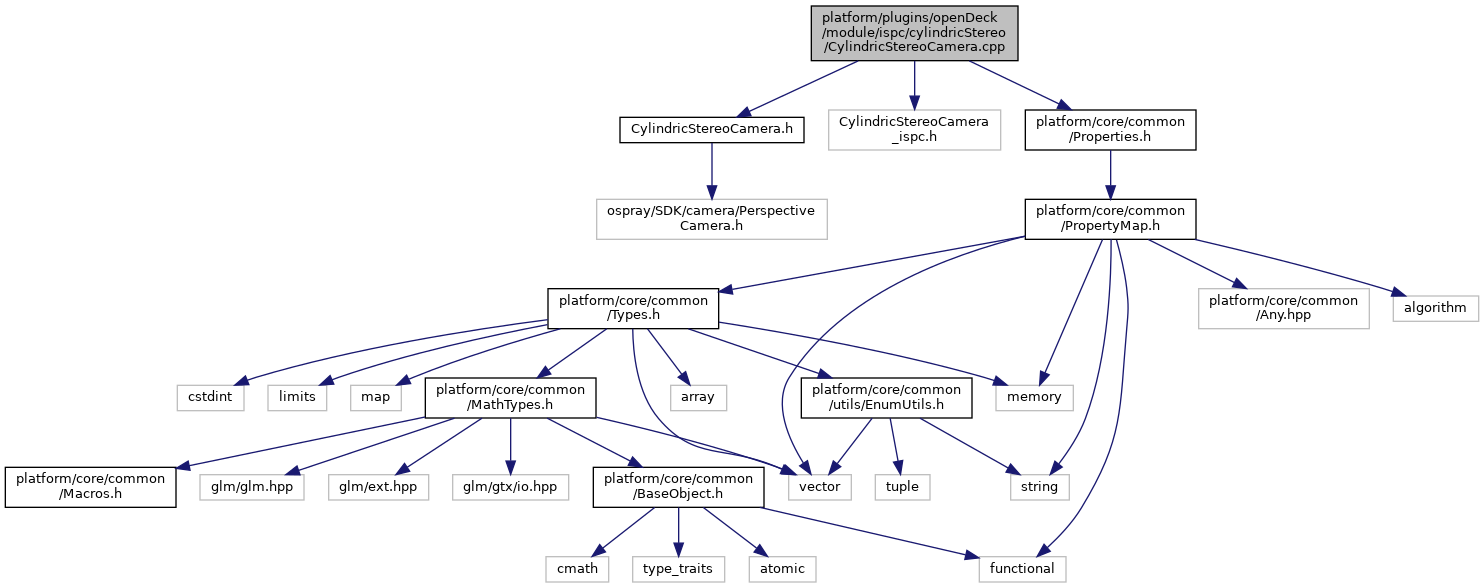 platform/plugins/openDeck
/module/ispc/cylindricStereo
/CylindricStereoCamera.cpp
CylindricStereoCamera.h
CylindricStereoCamera
_ispc.h
platform/core/common
/Properties.h
ospray/SDK/camera/Perspective
Camera.h
platform/core/common
/PropertyMap.h
platform/core/common
/Types.h
platform/core/common
/Any.hpp
algorithm
cstdint
limits
map
platform/core/common
/MathTypes.h
array
platform/core/common
/utils/EnumUtils.h
memory
platform/core/common
/Macros.h
glm/glm.hpp
glm/ext.hpp
glm/gtx/io.hpp
platform/core/common
/BaseObject.h
vector
tuple
string
cmath
type_traits
atomic
functional